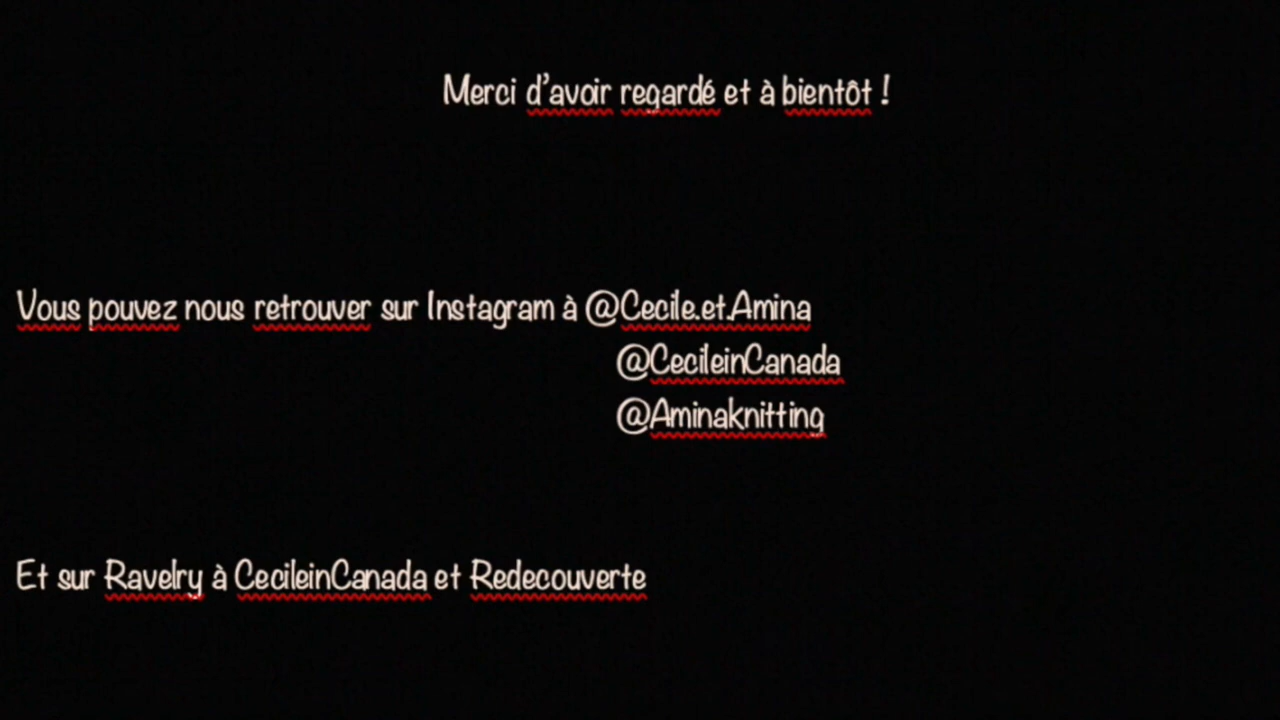 Merci d'avoir regardé et à bientôt !
Vous pouvez nous retrouver sur Instagram à @Cecile.et.Amina
@CecileinCanada
@Aminaknitting
Et sur Ravelry à CecileinCanada et Redecouverte